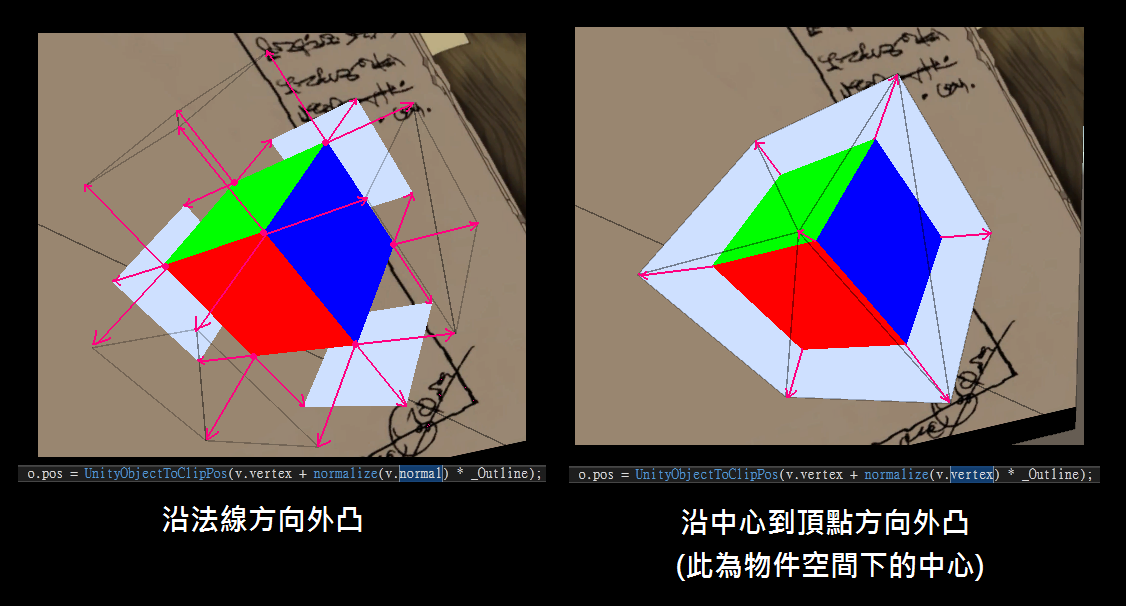 o.pos = UnityObjectToClipPos(v.vertex + normalize(v.normal) * _Outline);
沿法線方向外凸
o.pos = UnityObjectToClipPos(v.vertex + normalize(v.vertex) * _Outline);
沿中心到頂點方向外凸
(此為物件空間下的中心)